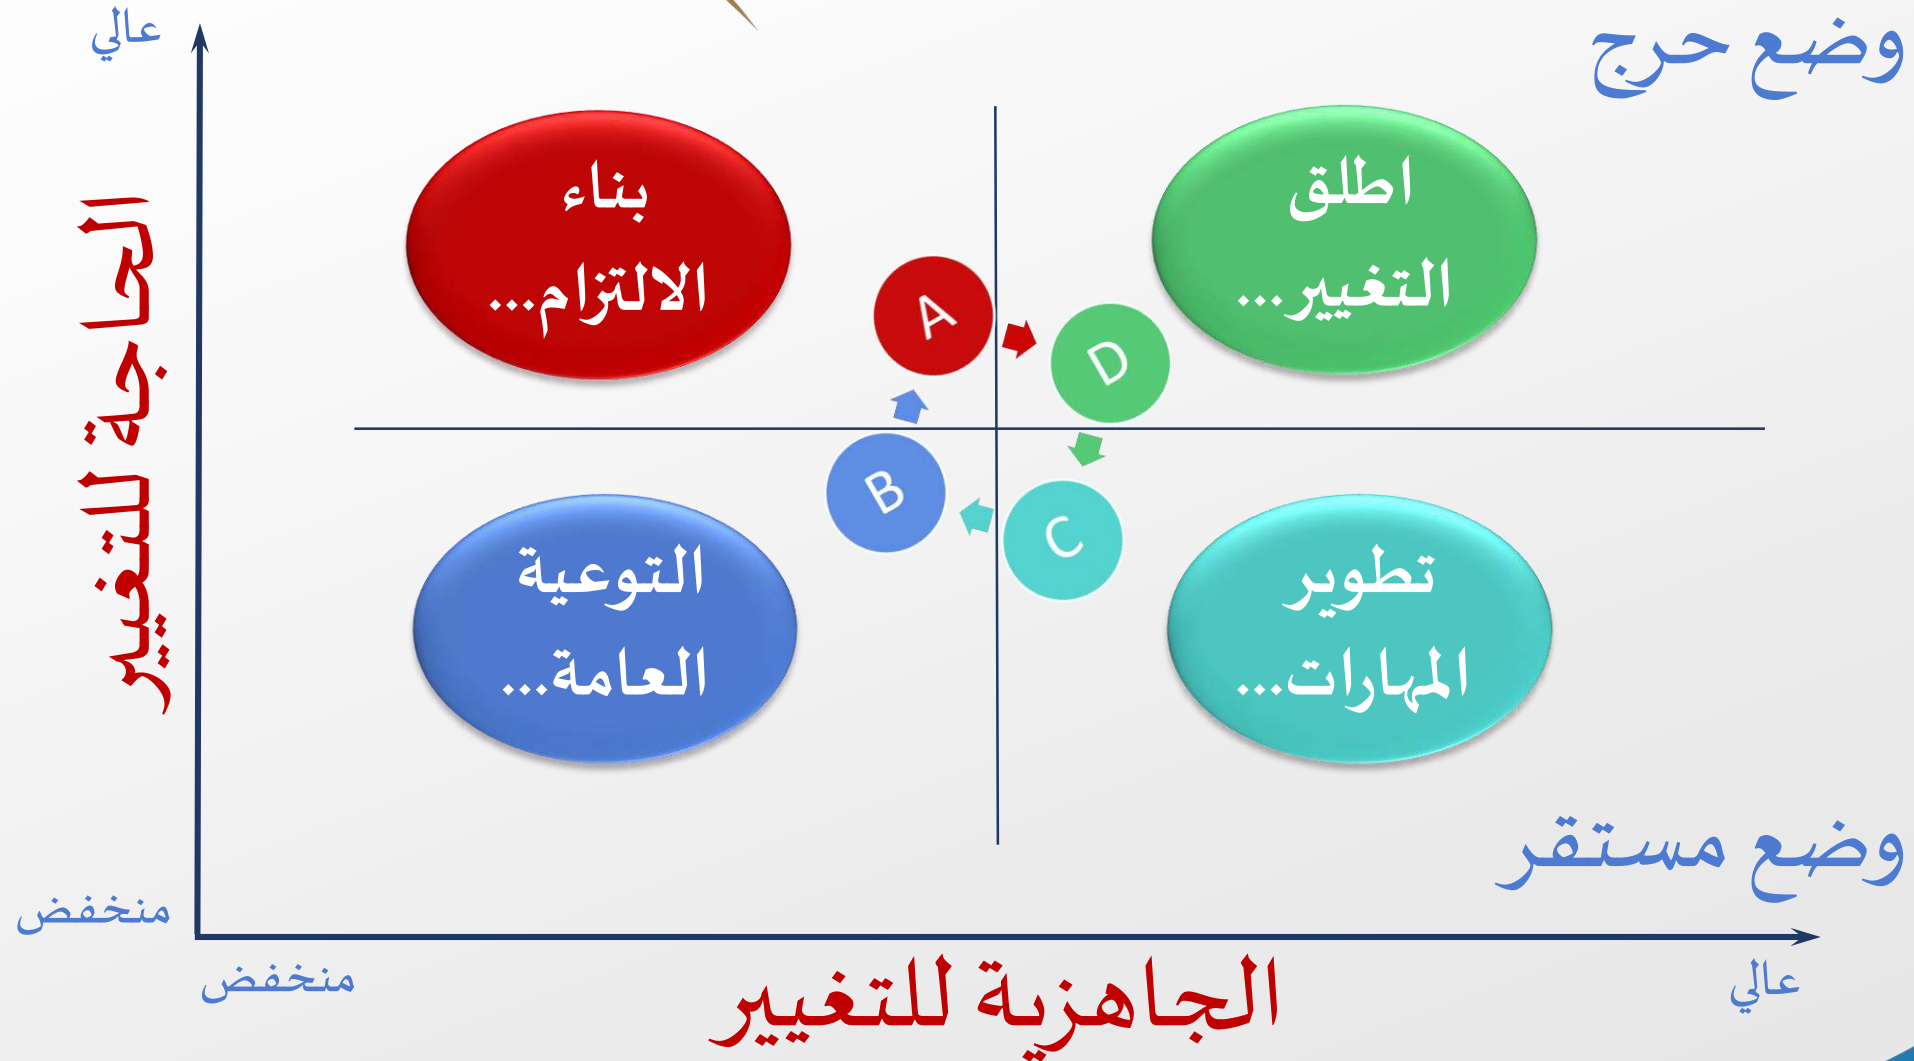 وضع حرج
عالي
الحاجة للتغيير
اطلق
التغيير...
بناء
الالتزام...
A
D
B
C
تطوير
المهارات...
التوعية
العامة...
وضع مستقر
منخفض
منخفض
عالي
الجاهزية للتغيير